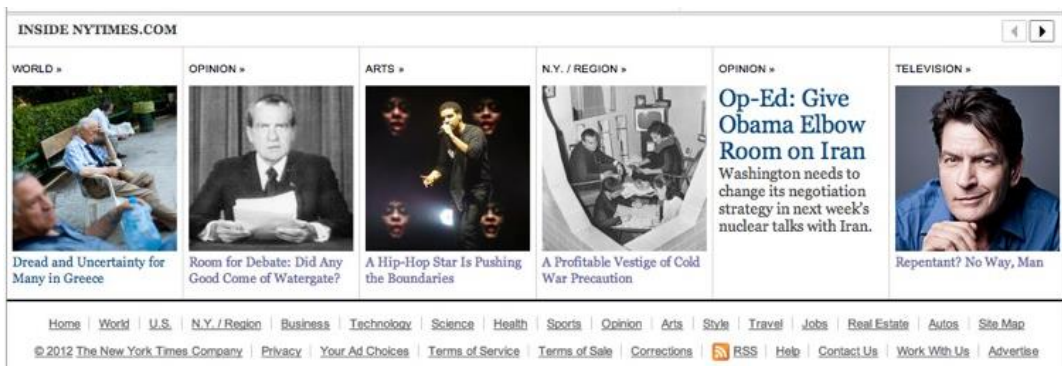 INSIDE NYTIMES.COM
WORLD »
Dread and Uncertainty for
Many in Greece
OPINION »
Room for Debate: Did Any
Good Come of Watergate?
ARTS »
A Hip-Hop Star Is Pushing
the Boundaries
N.Y. / REGION »
A Profitable Vestige of Cold
War Precaution
OPINION »
Op-Ed: Give
Obama Elbow
Room on Iran
Washington needs to
change its negotiation
strategy in next week's
nuclear talks with Iran.
TELEVISION »
Repentant? No Way, Man
Home | World | U.S. | N.Y. / Region | Business | Technology | Science | Health | Sports | Opinion | Arts | Style | Travel | Jobs | Real Estate | Autos | Site Map
© 2012 The New York Times Company | Privacy | Your Ad Choices | Terms of Service | Terms of Sale | Corrections | RSS | Help | Contact Us | Work With Us | Advertise